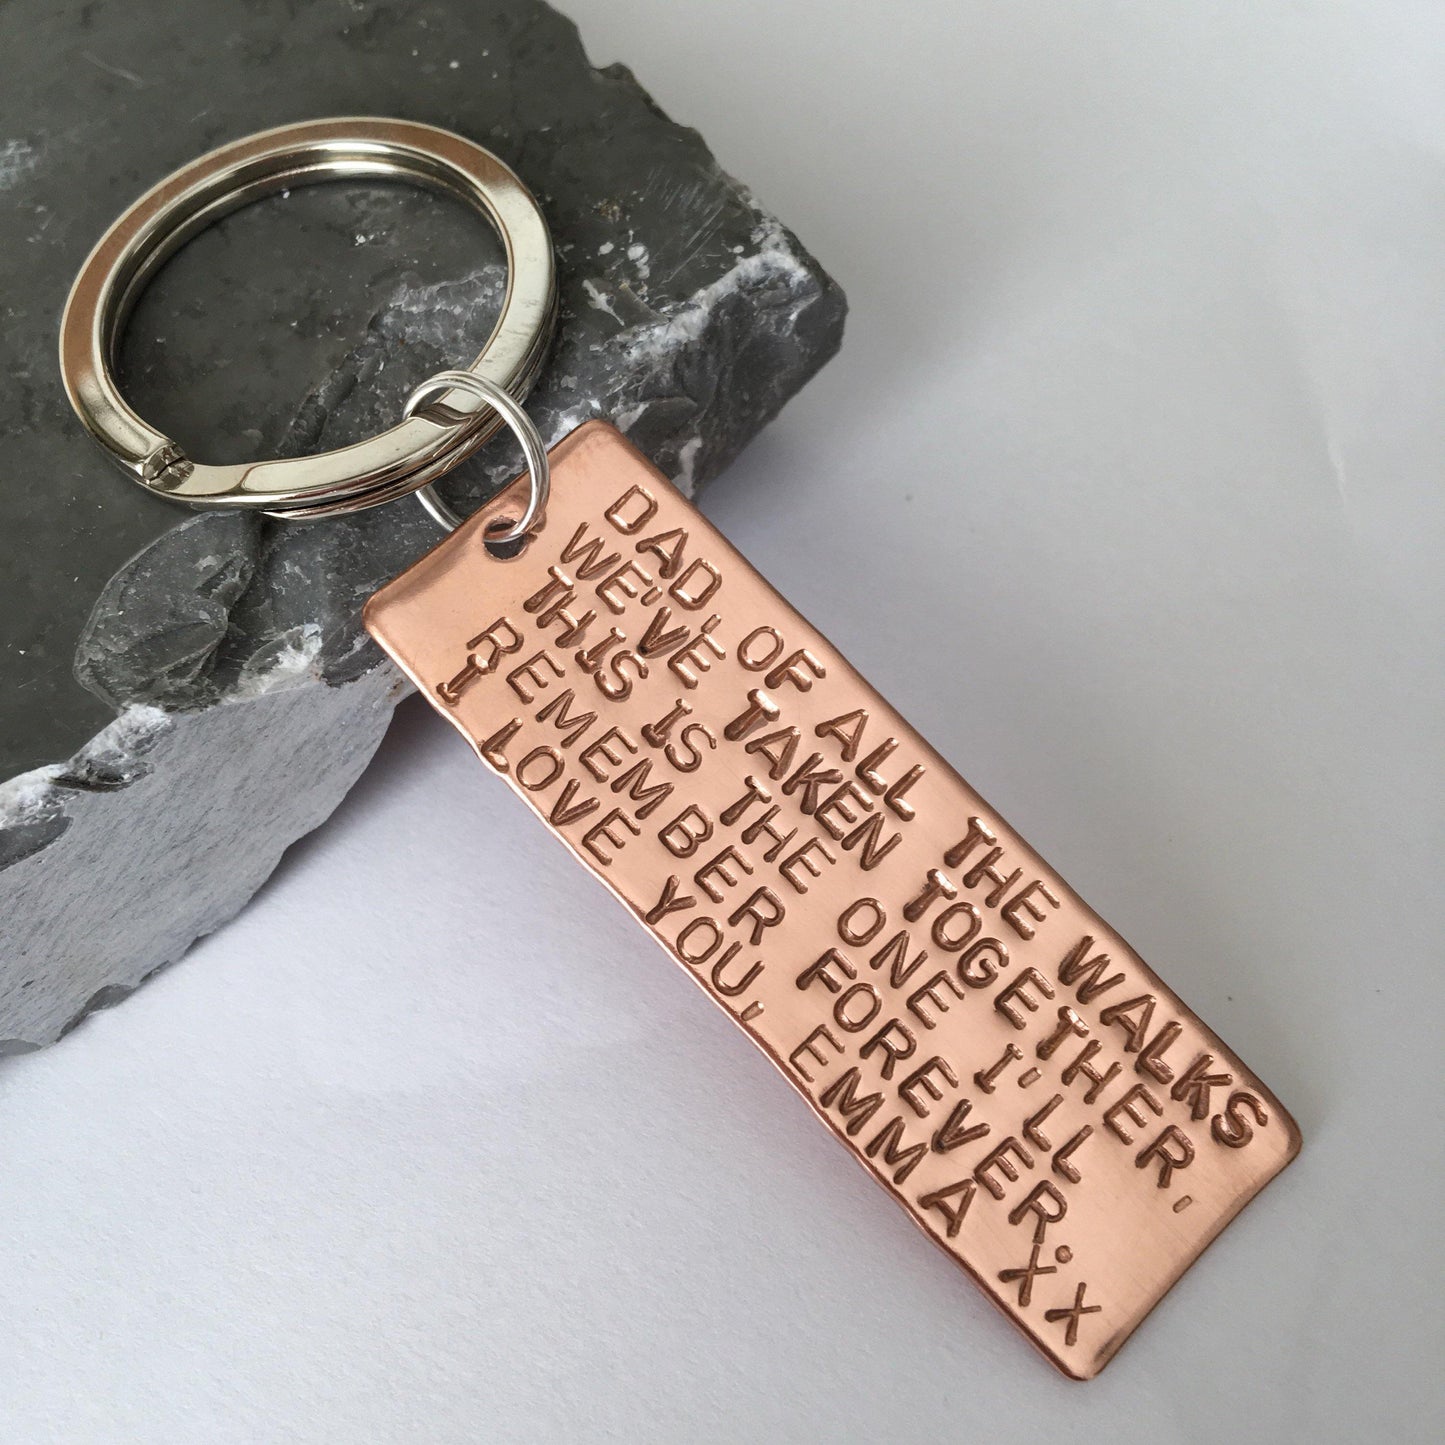 DAD, OF ALL THE WALKS
WE'VE TAKEN TOGETHER,
THIS IS THE ONE I'LL
REMEMBER FOREVER.
I LOVE YOU, EMMA XX